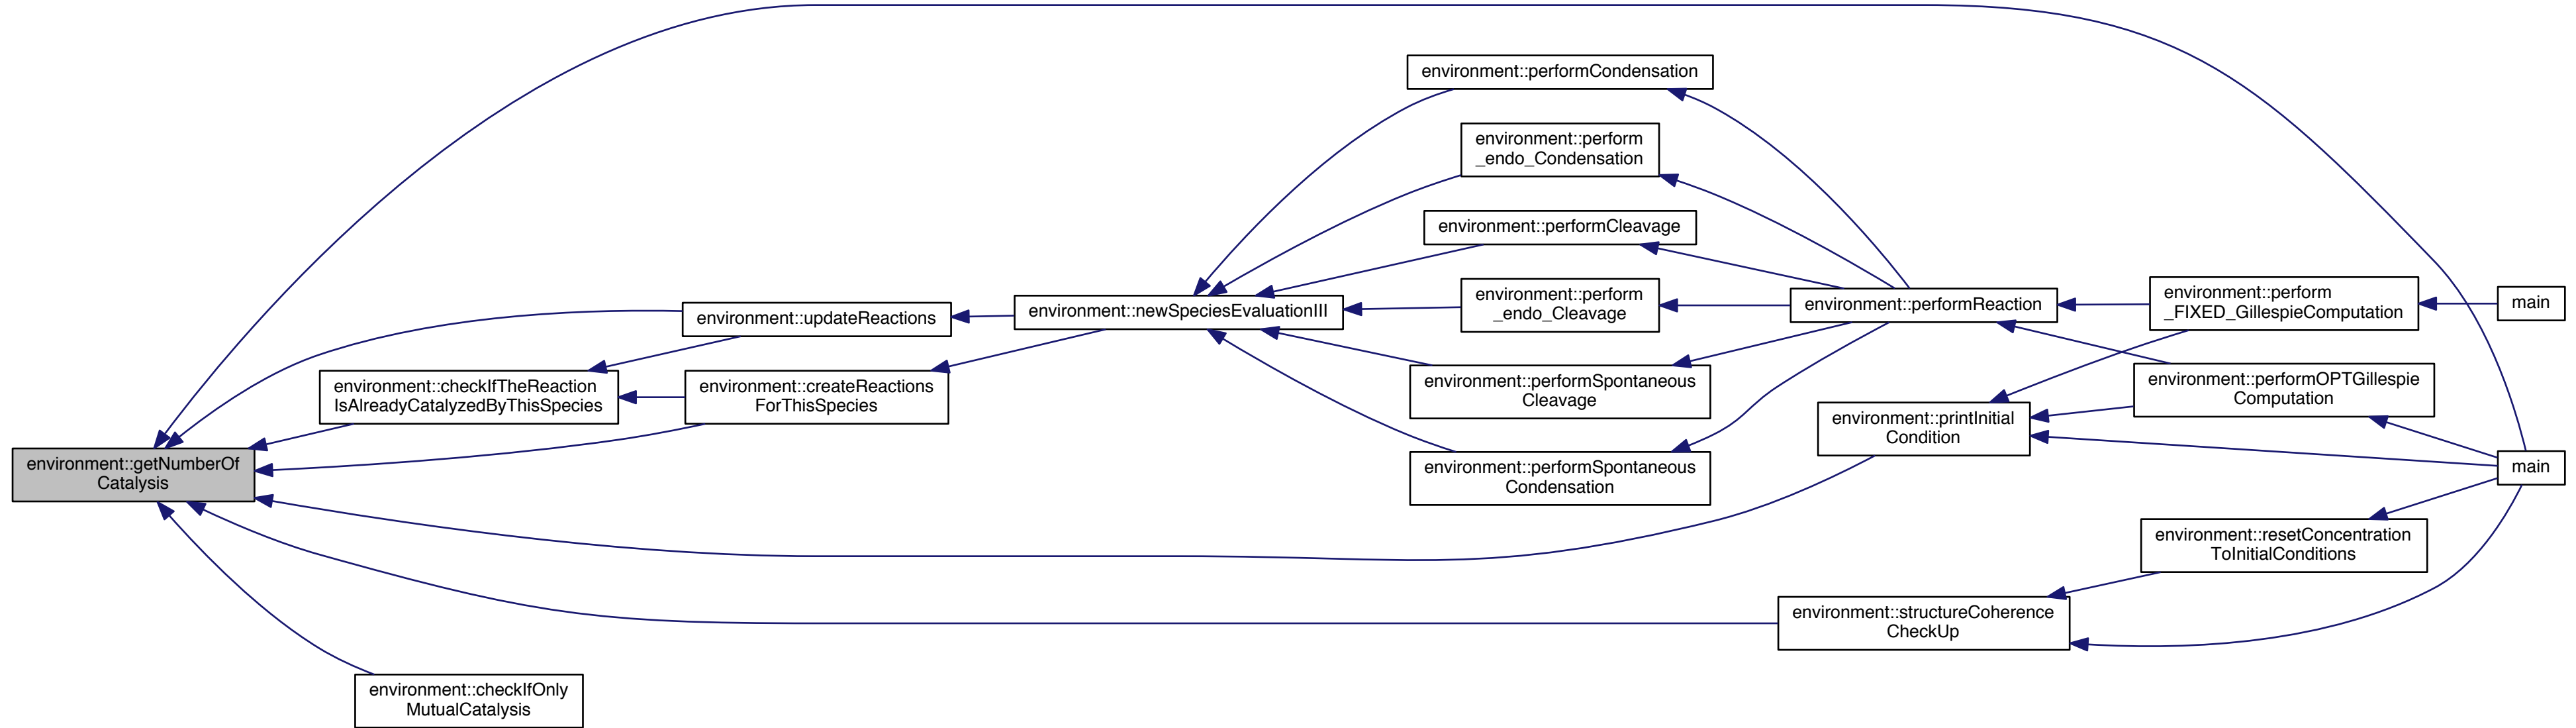 environment::getNumberOf
Catalysis
environment::updateReactions
environment::checkIfTheReaction
IsAlreadyCatalyzedByThisSpecies
environment::createReactions
ForThisSpecies
environment::checkIfOnly
MutualCatalysis
environment::newSpeciesEvaluationIII
environment::performCondensation
environment::perform
_endo_Condensation
environment::performCleavage
environment::perform
_endo_Cleavage
environment::performSpontaneous
Cleavage
environment::performSpontaneous
Condensation
environment::performReaction
environment::printInitial
Condition
environment::structureCoherence
CheckUp
environment::perform
_FIXED_GillespieComputation
environment::performOPTGillespie
Computation
environment::resetConcentration
ToInitialConditions
main
main